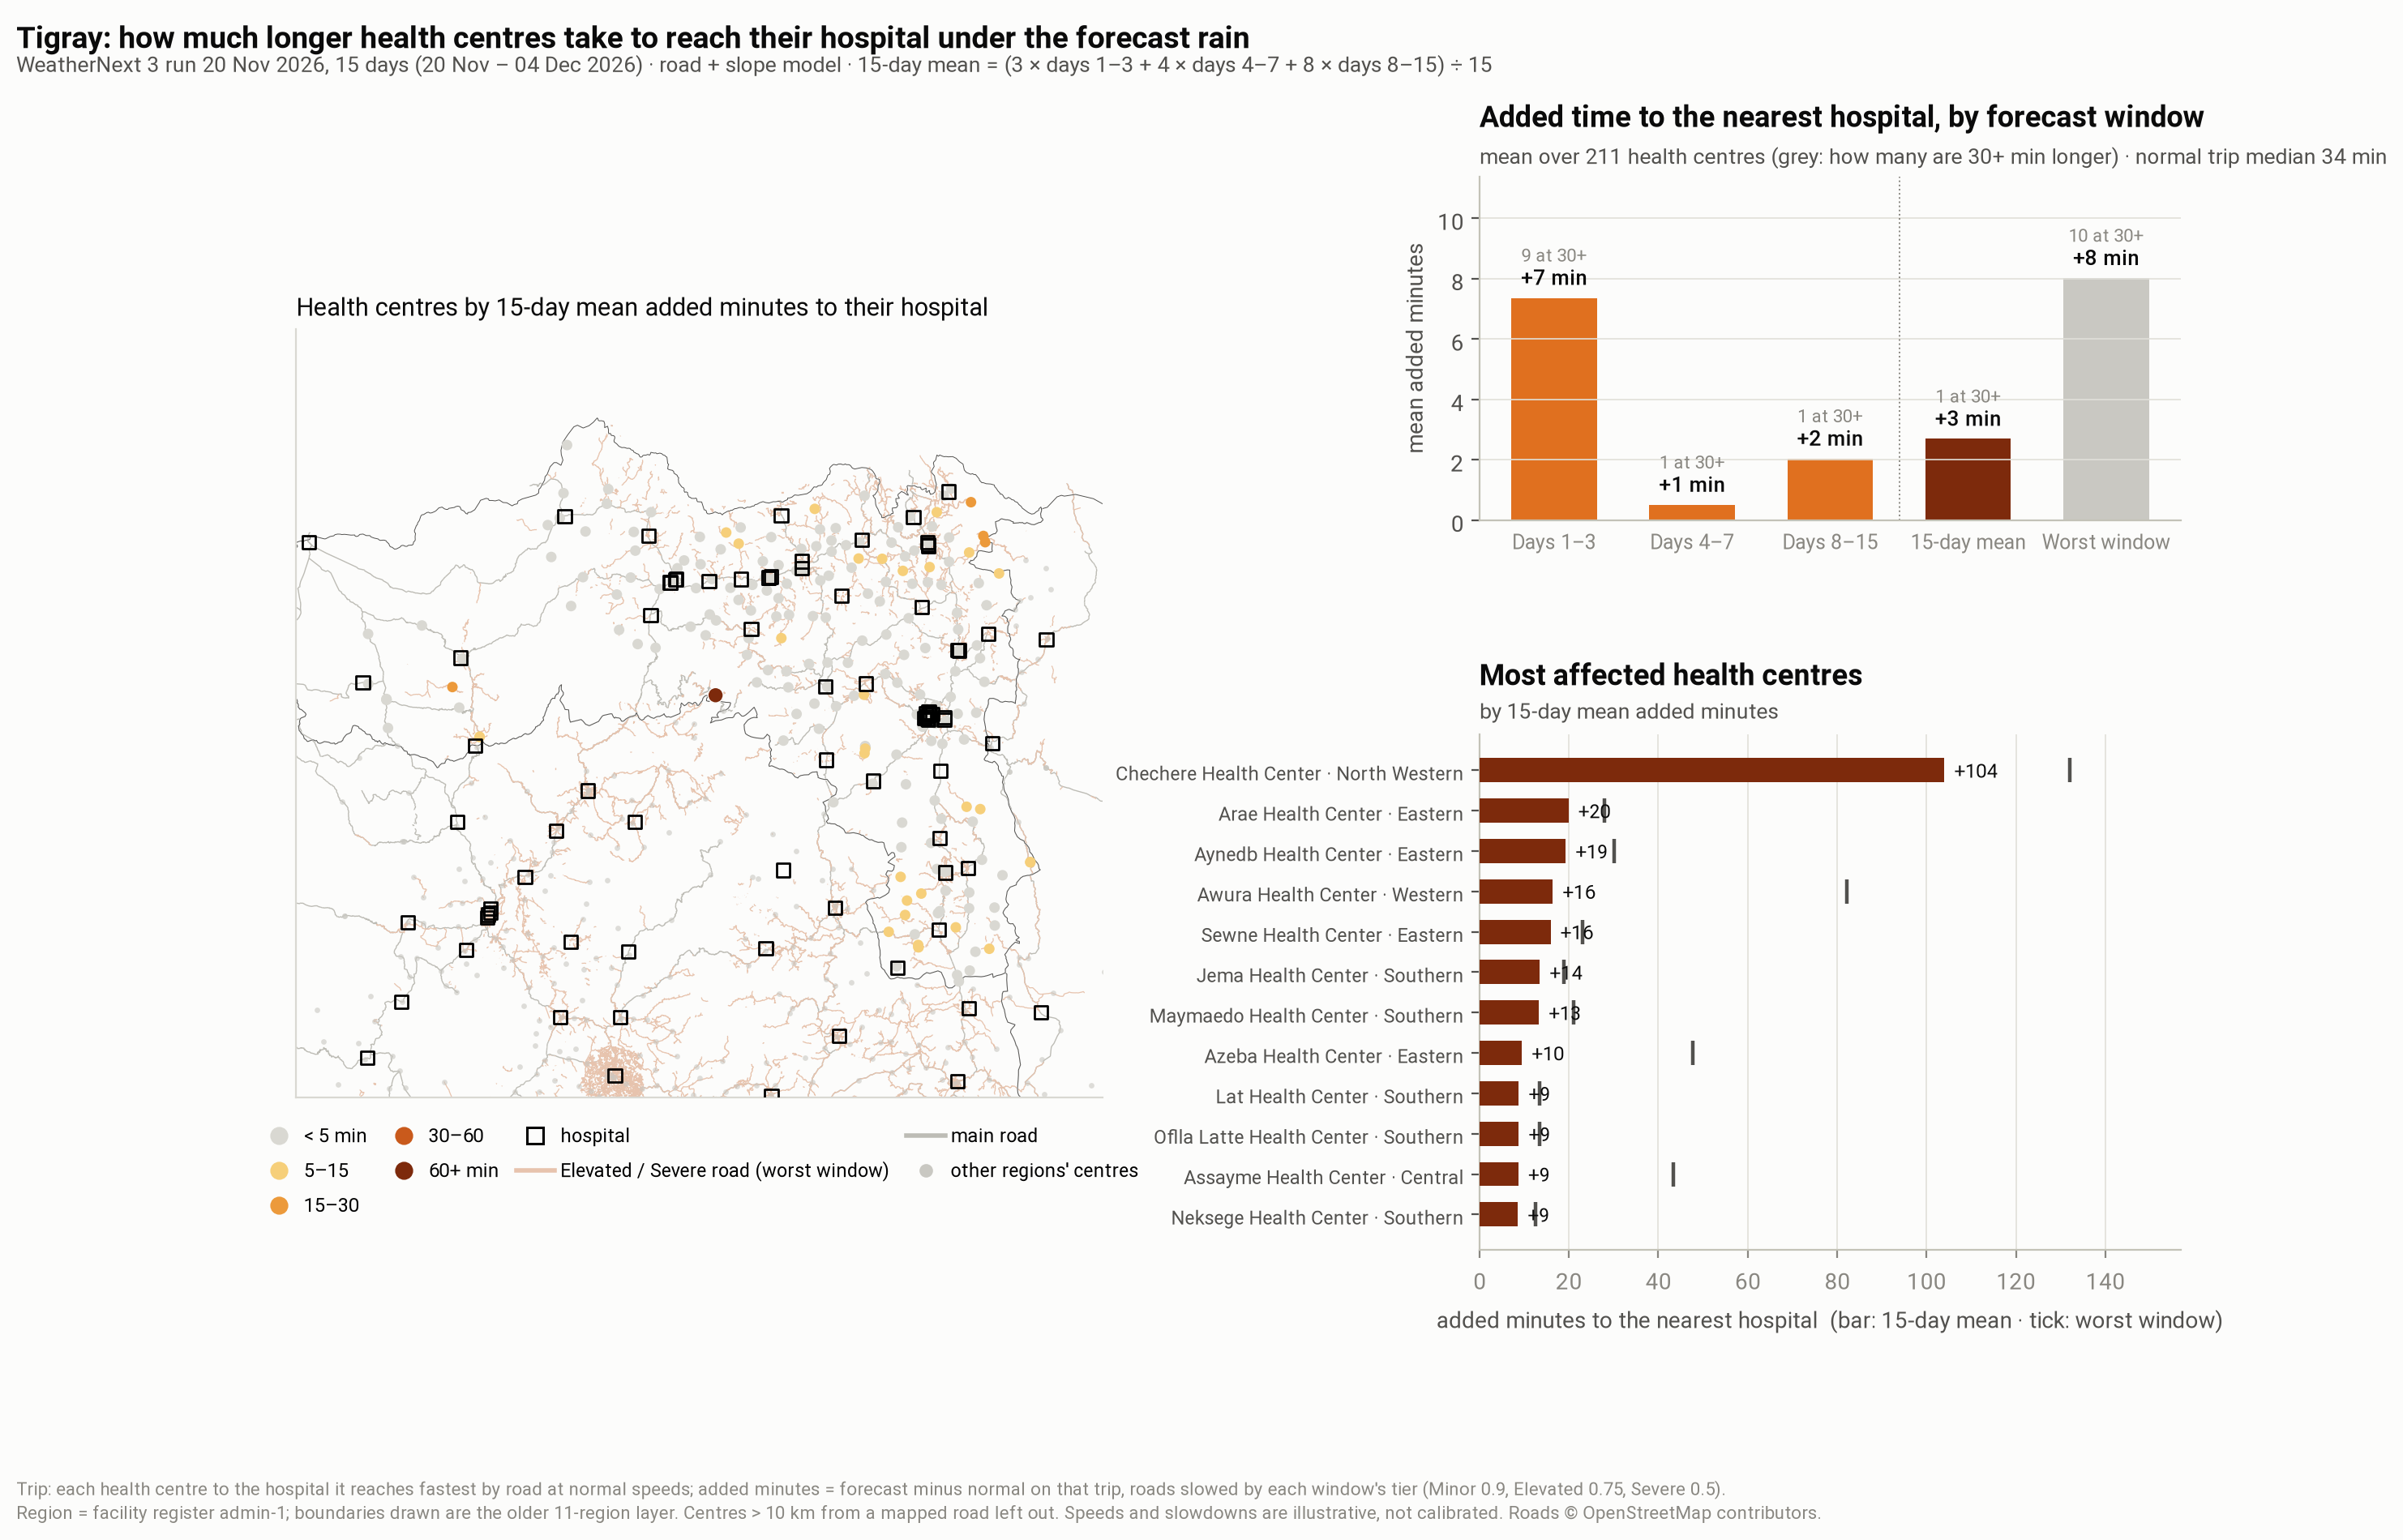 Tigray: how much longer health centres take to reach their hospital under the forecast rain
WeatherNext 3 run 20 Nov 2026, 15 days (20 Nov – 04 Dec 2026) · road + slope model · 15-day mean = (3 × days 1–3 + 4 × days 4–7 + 8 × days 8–15) ÷ 15
Health centres by 15-day mean added minutes to their hospital
< 5 min
5–15
15–30
30–60
60+ min
hospital
Elevated / Severe road (worst window)
main road
other regions' centres
Added time to the nearest hospital, by forecast window
mean over 211 health centres (grey: how many are 30+ min longer) · normal trip median 34 min
mean added minutes
10
8
6
4
2
0
9 at 30+
+7 min
1 at 30+
+1 min
1 at 30+
+2 min
1 at 30+
+3 min
10 at 30+
+8 min
Days 1–3
Days 4–7
Days 8–15
15-day mean
Worst window
Most affected health centres
by 15-day mean added minutes
Chechere Health Center · North Western +104
Arae Health Center · Eastern +20
Aynedb Health Center · Eastern +19
Awura Health Center · Western +16
Sewne Health Center · Eastern +16
Jema Health Center · Southern +14
Maymaedo Health Center · Southern +13
Azeba Health Center · Eastern +10
Lat Health Center · Southern +9
Oflla Latte Health Center · Southern +9
Assayme Health Center · Central +9
Neksege Health Center · Southern +9
0 20 40 60 80 100 120 140
added minutes to the nearest hospital (bar: 15-day mean · tick: worst window)
Trip: each health centre to the hospital it reaches fastest by road at normal speeds; added minutes = forecast minus normal on that trip, roads slowed by each window's tier (Minor 0.9, Elevated 0.75, Severe 0.5).
Region = facility register admin-1; boundaries drawn are the older 11-region layer. Centres > 10 km from a mapped road left out. Speeds and slowdowns are illustrative, not calibrated. Roads © OpenStreetMap contributors.